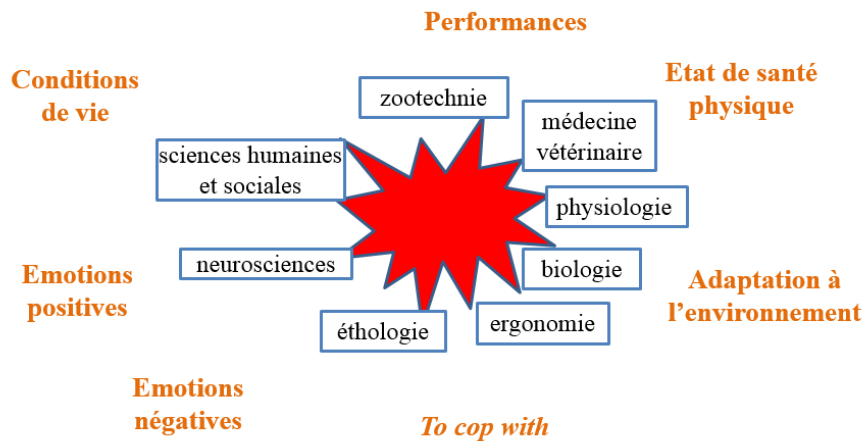 Performances
Conditions
de vie
Etat de santé
physique
zootechnie
médecine
vétérinaire
sciences humaines
et sociales
physiologie
neurosciences
biologie
Emotions
positives
Adaptation à
l’environnement
éthologie
ergonomie
Emotions
négatives
To cop with